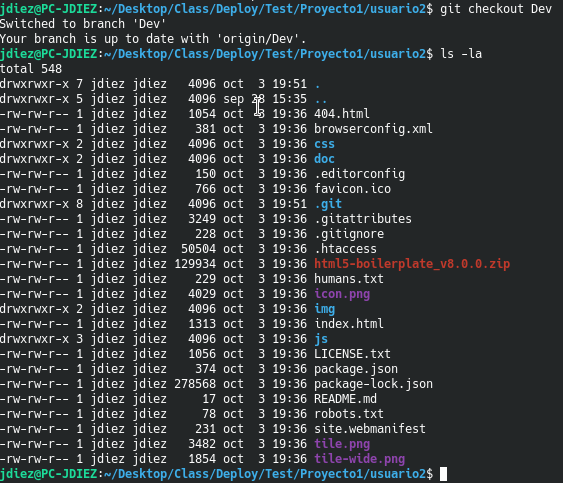 jdiez@PC-JDIEZ:~/Desktop/Class/Deploy/Test/Proyecto1/usuario2$ git checkout Dev
Switched to branch 'Dev'
Your branch is up to date with 'origin/Dev'.
jdiez@PC-JDIEZ:~/Desktop/Class/Deploy/Test/Proyecto1/usuario2$ ls -la
total 548
drwxrwxr-x 7 jdiez jdiez   4096 oct  3 19:51 .
drwxrwxr-x 5 jdiez jdiez   4096 sep 28 15:35 ..
-rw-rw-r-- 1 jdiez jdiez   1054 oct  3 19:36 404.html
-rw-rw-r-- 1 jdiez jdiez    381 oct  3 19:36 browserconfig.xml
drwxrwxr-x 2 jdiez jdiez   4096 oct  3 19:36 css
drwxrwxr-x 2 jdiez jdiez   4096 oct  3 19:36 doc
-rw-rw-r-- 1 jdiez jdiez    150 oct  3 19:36 .editorconfig
-rw-rw-r-- 1 jdiez jdiez    766 oct  3 19:36 favicon.ico
drwxrwxr-x 8 jdiez jdiez   4096 oct  3 19:51 .git
-rw-rw-r-- 1 jdiez jdiez   3249 oct  3 19:36 .gitattributes
-rw-rw-r-- 1 jdiez jdiez    228 oct  3 19:36 .gitignore
-rw-rw-r-- 1 jdiez jdiez  50504 oct  3 19:36 .htaccess
-rw-rw-r-- 1 jdiez jdiez 129934 oct  3 19:36 html5-boilerplate_v8.0.0.zip
-rw-rw-r-- 1 jdiez jdiez    229 oct  3 19:36 humans.txt
-rw-rw-r-- 1 jdiez jdiez   4029 oct  3 19:36 icon.png
drwxrwxr-x 2 jdiez jdiez   4096 oct  3 19:36 img
-rw-rw-r-- 1 jdiez jdiez   1313 oct  3 19:36 index.html
drwxrwxr-x 3 jdiez jdiez   4096 oct  3 19:36 js
-rw-rw-r-- 1 jdiez jdiez   1056 oct  3 19:36 LICENSE.txt
-rw-rw-r-- 1 jdiez jdiez    374 oct  3 19:36 package.json
-rw-rw-r-- 1 jdiez jdiez 278568 oct  3 19:36 package-lock.json
-rw-rw-r-- 1 jdiez jdiez     17 oct  3 19:36 README.md
-rw-rw-r-- 1 jdiez jdiez     78 oct  3 19:36 robots.txt
-rw-rw-r-- 1 jdiez jdiez    231 oct  3 19:36 site.webmanifest
-rw-rw-r-- 1 jdiez jdiez   3482 oct  3 19:36 tile.png
-rw-rw-r-- 1 jdiez jdiez   1854 oct  3 19:36 tile-wide.png
jdiez@PC-JDIEZ:~/Desktop/Class/Deploy/Test/Proyecto1/usuario2$